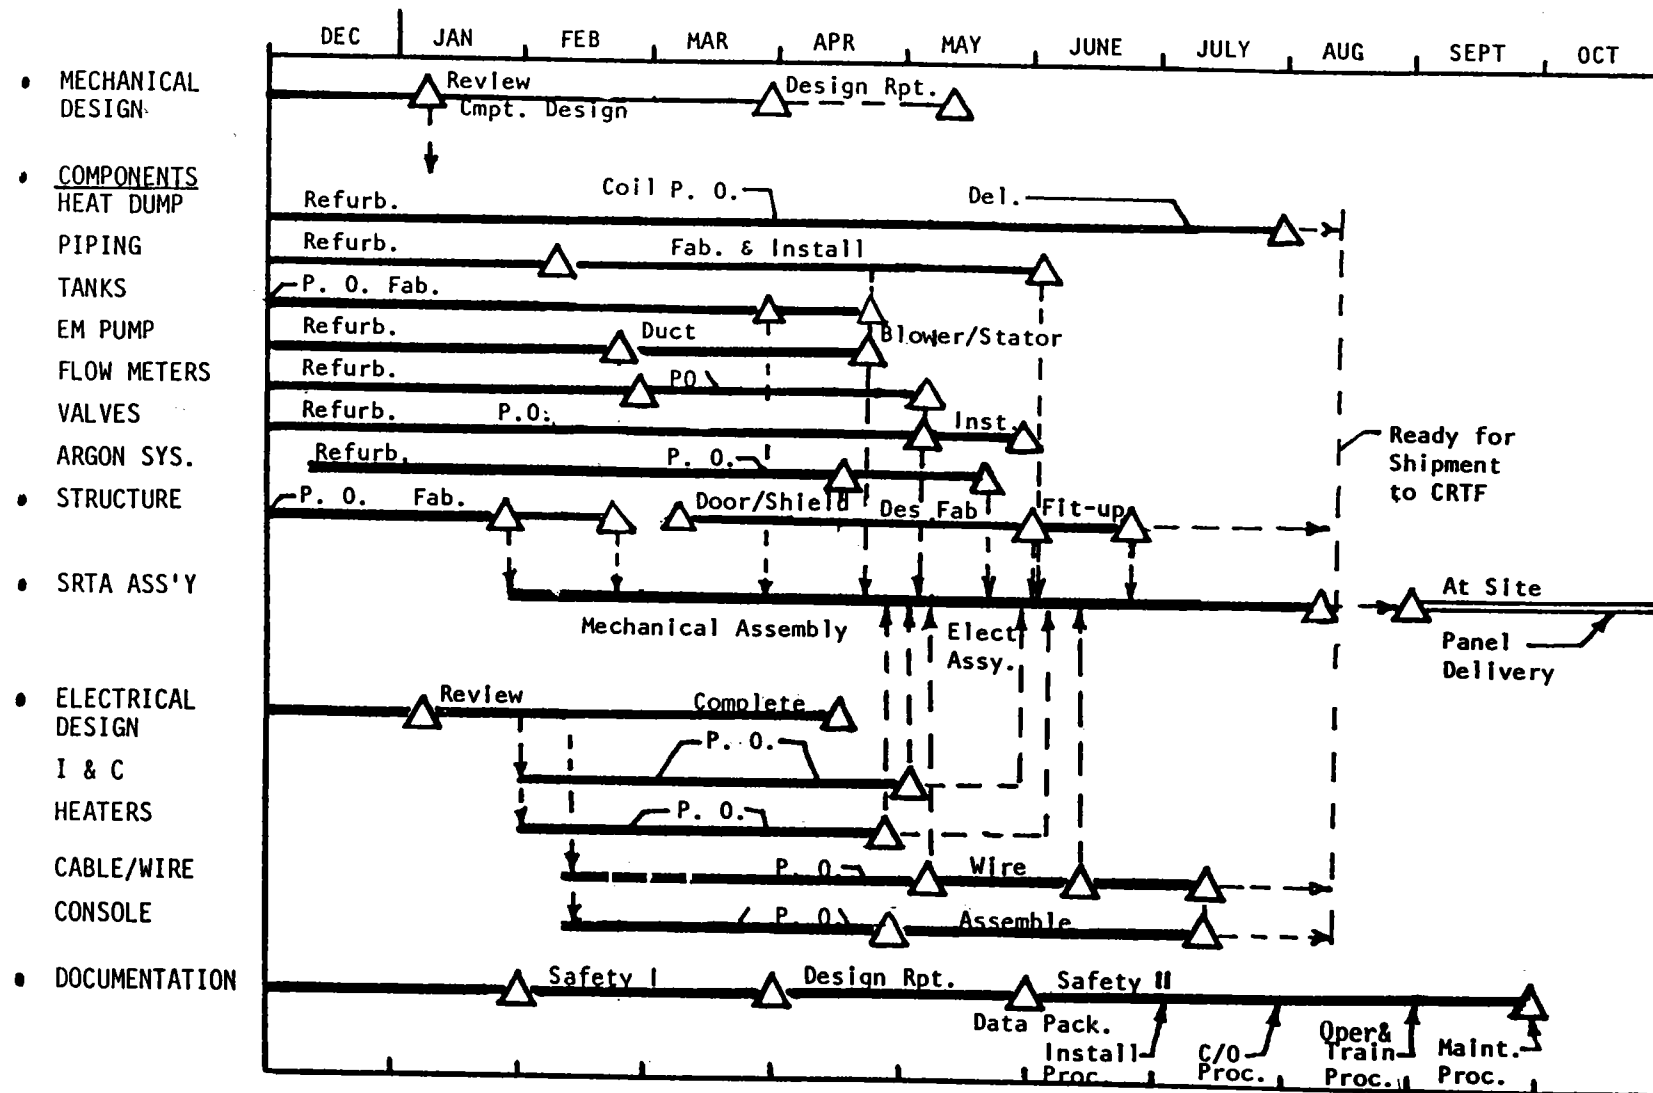 DEC JAN FEB MAR APR MAY JUNE JULY AUG SEPT OCT
• MECHANICAL
DESIGN
Review
Cmpt. Design
Design Rpt.
• COMPONENTS
HEAT DUMP
Refurb.
Coil P. O.
Del.
PIPING
Refurb.
Fab. & Install
TANKS
P. O. Fab.
EM PUMP
Refurb.
Duct
Blower/Stator
FLOW METERS
Refurb.
PO
VALVES
Refurb.
P.O.
Inst.
ARGON SYS.
Refurb.
P. O.
Ready for
Shipment
to CRTF
• STRUCTURE
P. O. Fab.
Door/Shield
Des Fab
Fit-up
• SRTA ASS'Y
Mechanical Assembly
Elect
Assy.
At Site
Panel
Delivery
• ELECTRICAL
DESIGN
Review
Complete
I & C
P. O.
HEATERS
P. O.
CABLE/WIRE
P. O.
Wire
CONSOLE
P. O.
Assemble
• DOCUMENTATION
Safety I
Design Rpt.
Safety II
Data Pack.
Install
Proc.
C/O
Proc.
Oper&
Train
Proc.
Maint.
Proc.